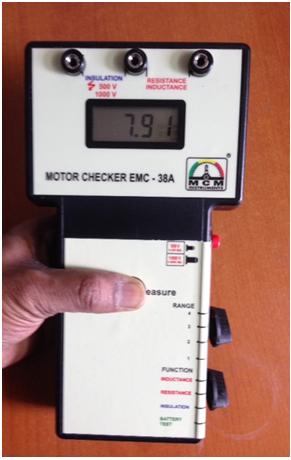 INSULATION
500 V
1000 V
RESISTANCE
INDUCTANCE
7.91
MOTOR CHECKER EMC - 38A
MCM
INSTRUMENTS
®
easure
RANGE
4
3
2
1
FUNCTION
INDUCTANCE
RESISTANCE
INSULATION
BATTERY
TEST